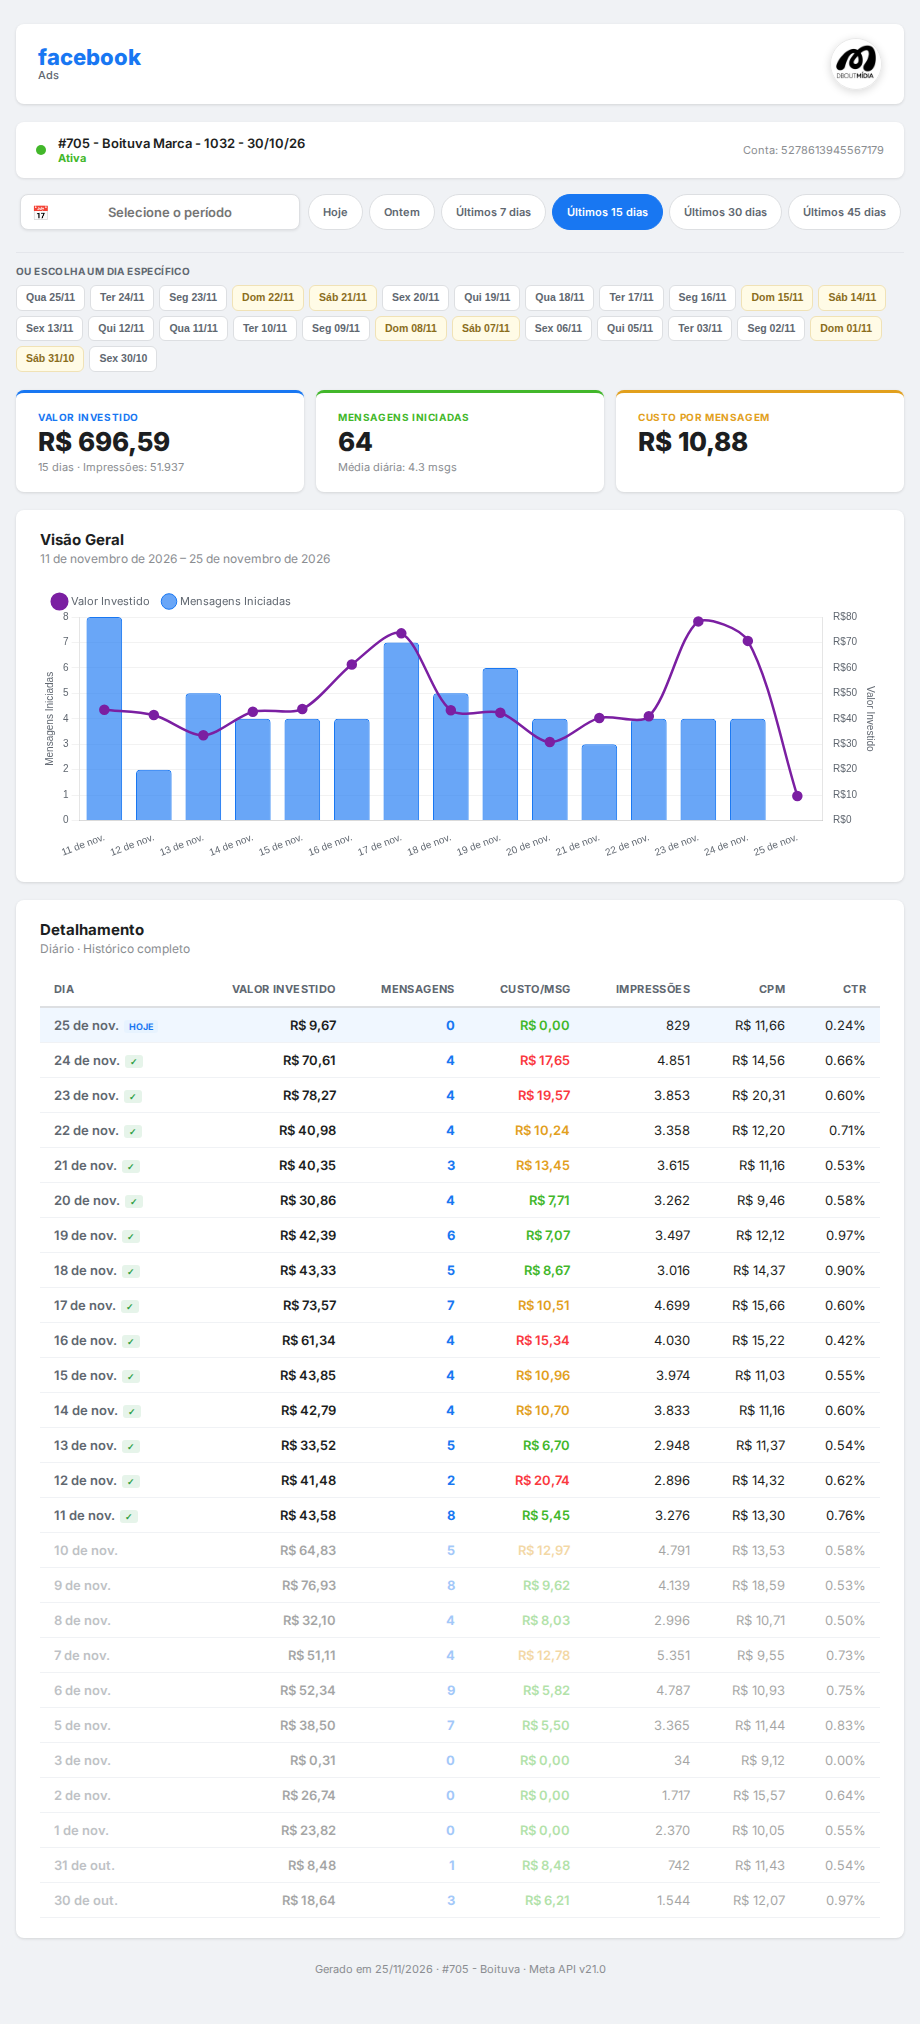 facebook
Ads
DBOUTMÍDIA
#705 - Boituva Marca - 1032 - 30/10/26
Ativa
Conta: 5278613945567179
Selecione o período
Hoje
Ontem
Últimos 7 dias
Últimos 15 dias
Últimos 30 dias
Últimos 45 dias
OU ESCOLHA UM DIA ESPECÍFICO
Qua 25/11 Ter 24/11 Seg 23/11 Dom 22/11 Sáb 21/11 Sex 20/11 Qui 19/11 Qua 18/11 Ter 17/11 Seg 16/11 Dom 15/11 Sáb 14/11
Sex 13/11 Qui 12/11 Qua 11/11 Ter 10/11 Seg 09/11 Dom 08/11 Sáb 07/11 Sex 06/11 Qui 05/11 Ter 03/11 Seg 02/11 Dom 01/11
Sáb 31/10 Sex 30/10
VALOR INVESTIDO
R$ 696,59
15 dias · Impressões: 51.937
MENSAGENS INICIADAS
64
Média diária: 4.3 msgs
CUSTO POR MENSAGEM
R$ 10,88
Visão Geral
11 de novembro de 2026 – 25 de novembro de 2026
Valor Investido Mensagens Iniciadas
Mensagens Iniciadas
8
7
6
5
4
3
2
1
0
R$80
R$70
R$60
R$50
R$40
R$30
R$20
R$10
R$0
Valor Investido
11 de nov. 12 de nov. 13 de nov. 14 de nov. 15 de nov. 16 de nov. 17 de nov. 18 de nov. 19 de nov. 20 de nov. 21 de nov. 22 de nov. 23 de nov. 24 de nov. 25 de nov.
Detalhamento
Diário · Histórico completo
DIA VALOR INVESTIDO MENSAGENS CUSTO/MSG IMPRESSÕES CPM CTR
25 de nov. HOJE R$ 9,67 0 R$ 0,00 829 R$ 11,66 0.24%
24 de nov. ✓ R$ 70,61 4 R$ 17,65 4.851 R$ 14,56 0.66%
23 de nov. ✓ R$ 78,27 4 R$ 19,57 3.853 R$ 20,31 0.60%
22 de nov. ✓ R$ 40,98 4 R$ 10,24 3.358 R$ 12,20 0.71%
21 de nov. ✓ R$ 40,35 3 R$ 13,45 3.615 R$ 11,16 0.53%
20 de nov. ✓ R$ 30,86 4 R$ 7,71 3.262 R$ 9,46 0.58%
19 de nov. ✓ R$ 42,39 6 R$ 7,07 3.497 R$ 12,12 0.97%
18 de nov. ✓ R$ 43,33 5 R$ 8,67 3.016 R$ 14,37 0.90%
17 de nov. ✓ R$ 73,57 7 R$ 10,51 4.699 R$ 15,66 0.60%
16 de nov. ✓ R$ 61,34 4 R$ 15,34 4.030 R$ 15,22 0.42%
15 de nov. ✓ R$ 43,85 4 R$ 10,96 3.974 R$ 11,03 0.55%
14 de nov. ✓ R$ 42,79 4 R$ 10,70 3.833 R$ 11,16 0.60%
13 de nov. ✓ R$ 33,52 5 R$ 6,70 2.948 R$ 11,37 0.54%
12 de nov. ✓ R$ 41,48 2 R$ 20,74 2.896 R$ 14,32 0.62%
11 de nov. ✓ R$ 43,58 8 R$ 5,45 3.276 R$ 13,30 0.76%
10 de nov. R$ 64,83 5 R$ 12,97 4.791 R$ 13,53 0.58%
9 de nov. R$ 76,93 8 R$ 9,62 4.139 R$ 18,59 0.53%
8 de nov. R$ 32,10 4 R$ 8,03 2.996 R$ 10,71 0.50%
7 de nov. R$ 51,11 4 R$ 12,78 5.351 R$ 9,55 0.73%
6 de nov. R$ 52,34 9 R$ 5,82 4.787 R$ 10,93 0.75%
5 de nov. R$ 38,50 7 R$ 5,50 3.365 R$ 11,44 0.83%
3 de nov. R$ 0,31 0 R$ 0,00 34 R$ 9,12 0.00%
2 de nov. R$ 26,74 0 R$ 0,00 1.717 R$ 15,57 0.64%
1 de nov. R$ 23,82 0 R$ 0,00 2.370 R$ 10,05 0.55%
31 de out. R$ 8,48 1 R$ 8,48 742 R$ 11,43 0.54%
30 de out. R$ 18,64 3 R$ 6,21 1.544 R$ 12,07 0.97%
Gerado em 25/11/2026 · #705 - Boituva · Meta API v21.0